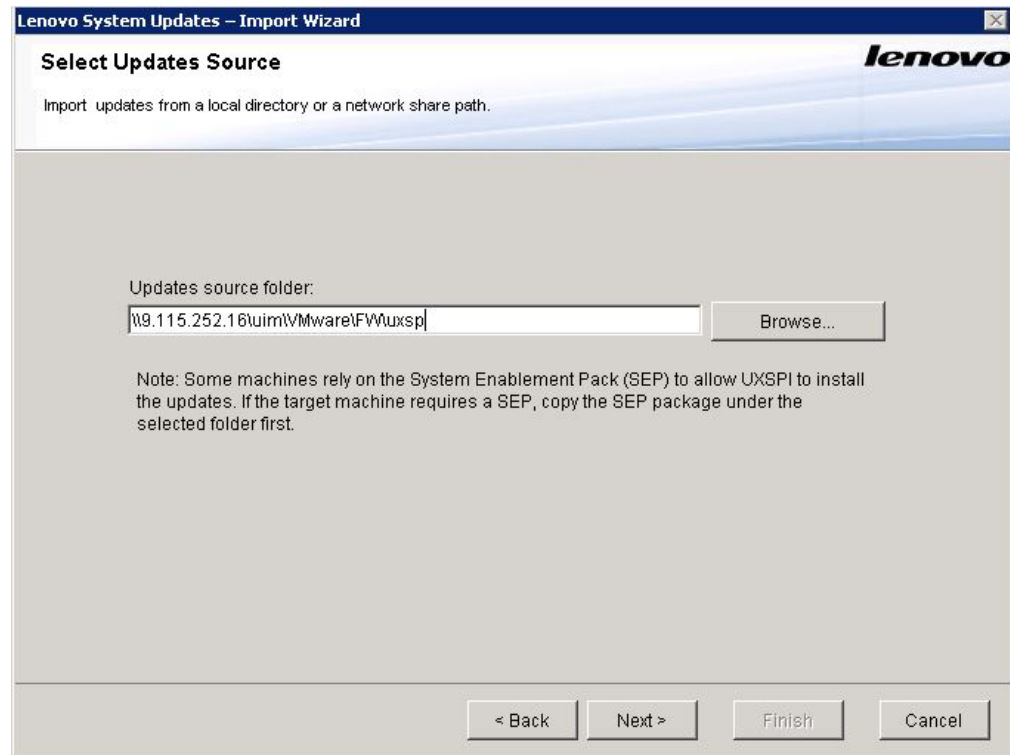 Lenovo System Updates – Import Wizard
Select Updates Source
lenovo
Import updates from a local directory or a network share path.
Updates source folder:
\\9.115.252.16\uim\VMware\FW\uxsp
Browse...
Note: Some machines rely on the System Enablement Pack (SEP) to allow UXSPI to install
the updates. If the target machine requires a SEP, copy the SEP package under the
selected folder first.
< Back
Next >
Finish
Cancel